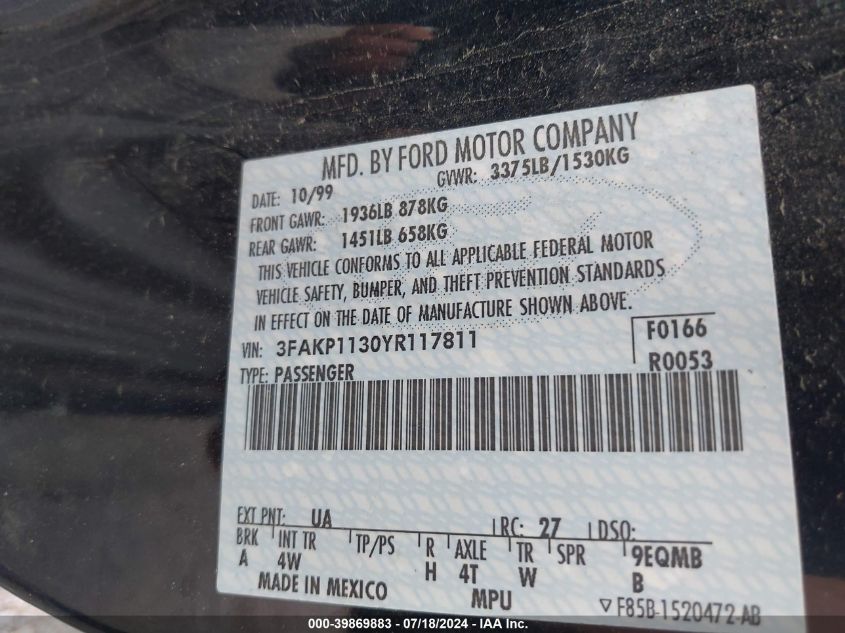 MFD. BY FORD MOTOR COMPANY
DATE: 10/99 GVWR: 3375LB/1530KG
FRONT GAWR: 1936LB 878KG
REAR GAWR: 1451LB 658KG
THIS VEHICLE CONFORMS TO ALL APPLICABLE FEDERAL MOTOR
VEHICLE SAFETY, BUMPER, AND THEFT PREVENTION STANDARDS
IN EFFECT ON THE DATE OF MANUFACTURE SHOWN ABOVE.
VIN: 3FAKP1130YR117811 F0166
TYPE: PASSENGER R0053
EXT PNT: UA RC: 27 DSO:
BRK INT TR TP/PS R AXLE TR SPR 9EQMB
A 4W H 4T W B
MADE IN MEXICO MPU ▽F85B-1520472-AB
000-39869883 - 07/18/2024 - IAA Inc.